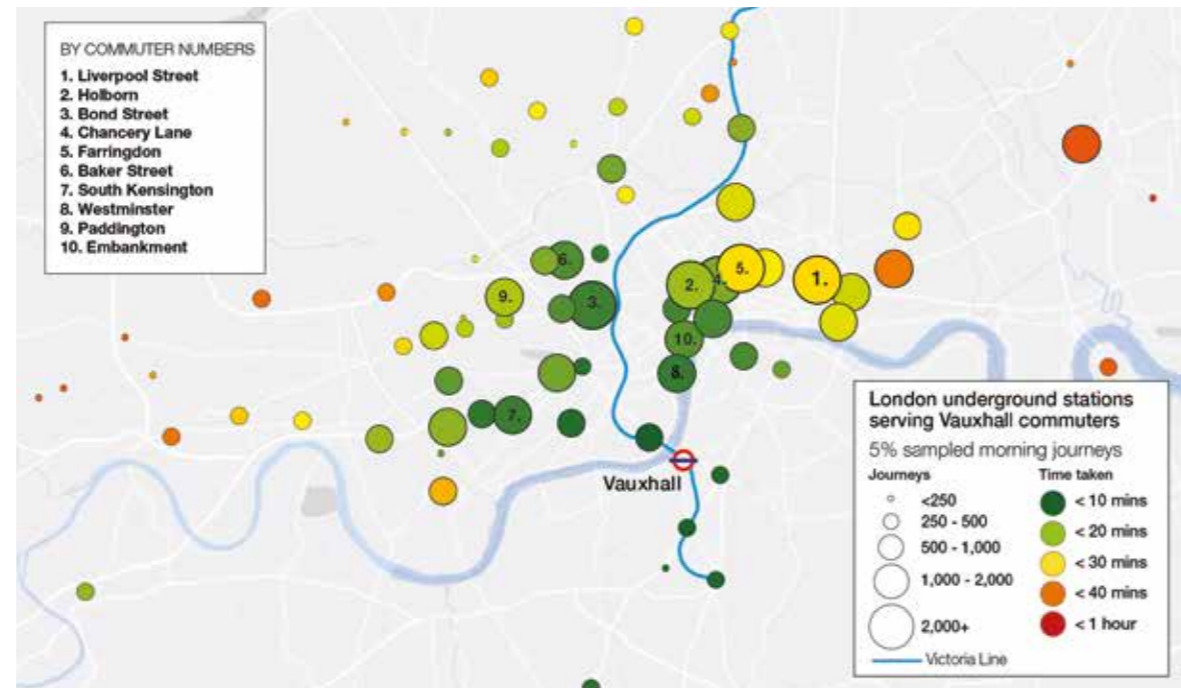 BY COMMUTER NUMBERS
1. Liverpool Street
2. Holborn
3. Bond Street
4. Chancery Lane
5. Farringdon
6. Baker Street
7. South Kensington
8. Westminster
9. Paddington
10. Embankment
6.
2.
4.
5.
1.
9.
3.
10.
8.
7.
Vauxhall
London underground stations
serving Vauxhall commuters
5% sampled morning journeys
Journeys
<250
250 - 500
500 - 1,000
1,000 - 2,000
2,000+
Victoria Line
Time taken
< 10 mins
< 20 mins
< 30 mins
< 40 mins
< 1 hour